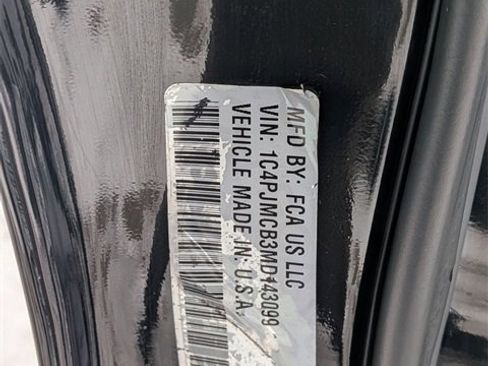 MFD BY: FCA US LLC
VIN: 1C4PJMCB3MD143099
VEHICLE MADE IN: U.S.A.